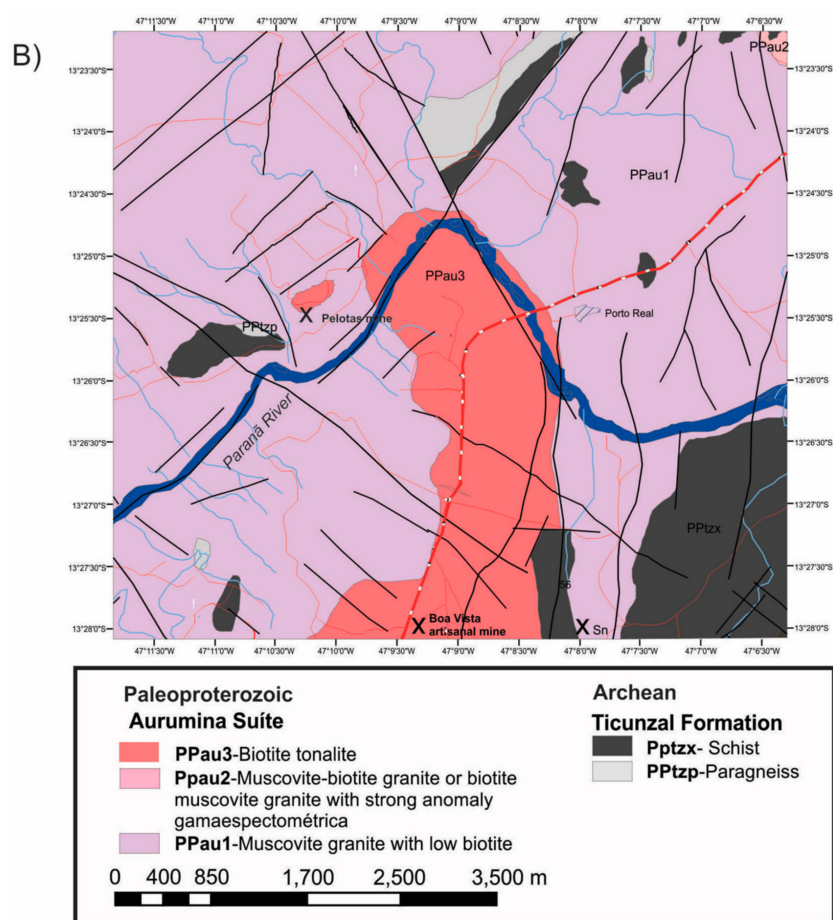 B)
47°11'30"W 47°11'0"W 47°10'30"W 47°10'0"W 47°9'30"W 47°9'0"W 47°8'30"W 47°8'0"W 47°7'30"W 47°7'0"W 47°6'30"W
PPau2
13°23'30"S 13°23'30"S
13°24'0"S 13°24'0"S
!
PPau1
13°24'30"S 13°24'30"S
13°25'0"S 13°25'0"S
PPau3
X Pelotas mine
Porto Real
13°25'30"S 13°25'30"S
PPtzp
13°26'0"S 13°26'0"S
Paranã River
13°26'30"S 13°26'30"S
13°27'0"S 13°27'0"S
PPtzx
13°27'30"S 13°27'30"S
56
!
X Boa Vista
artisanal mine
X Sn
13°28'0"S 13°28'0"S
47°11'30"W 47°11'0"W 47°10'30"W 47°10'0"W 47°9'30"W 47°9'0"W 47°8'30"W 47°8'0"W 47°7'30"W 47°7'0"W 47°6'30"W
Paleoproterozoic
Aurumina Suíte
PPau3-Biotite tonalite
Ppau2-Muscovite-biotite granite or biotite
muscovite granite with strong anomaly
gamaespectométrica
PPau1-Muscovite granite with low biotite
Archean
Ticunzal Formation
Pptzx- Schist
PPtzp-Paragneiss
0 400 850 1,700 2,500 3,500 m